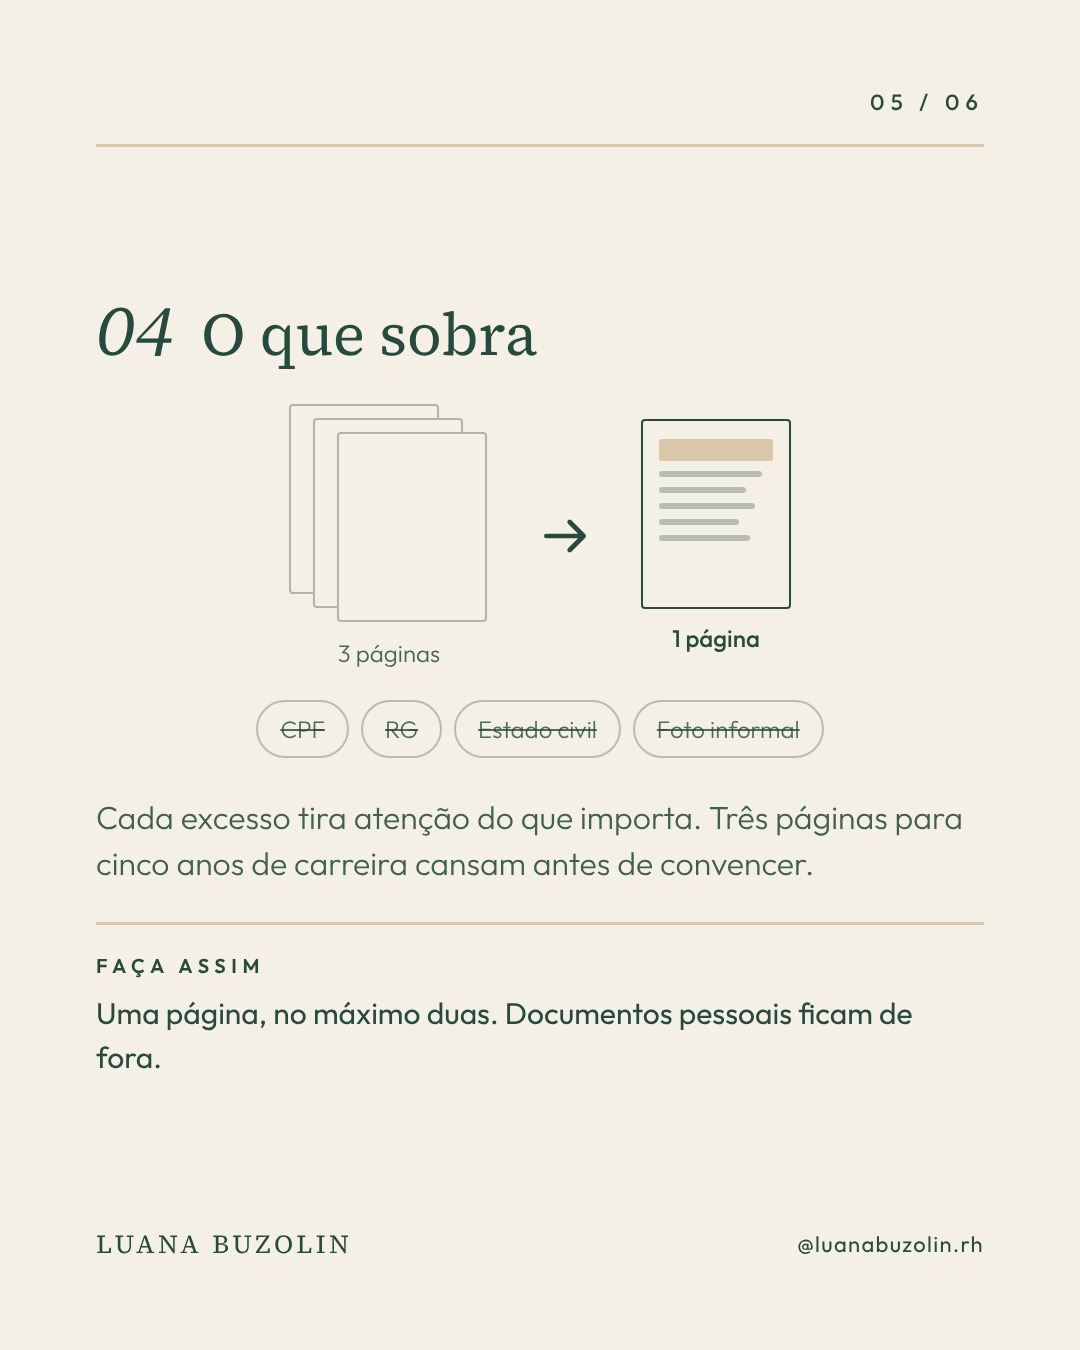 05 / 06
04 O que sobra
3 páginas
1 página
CPF
RG
Estado civil
Foto informal
Cada excesso tira atenção do que importa. Três páginas para
cinco anos de carreira cansam antes de convencer.
FAÇA ASSIM
Uma página, no máximo duas. Documentos pessoais ficam de
fora.
LUANA BUZOLIN
@luanabuzolin.rh